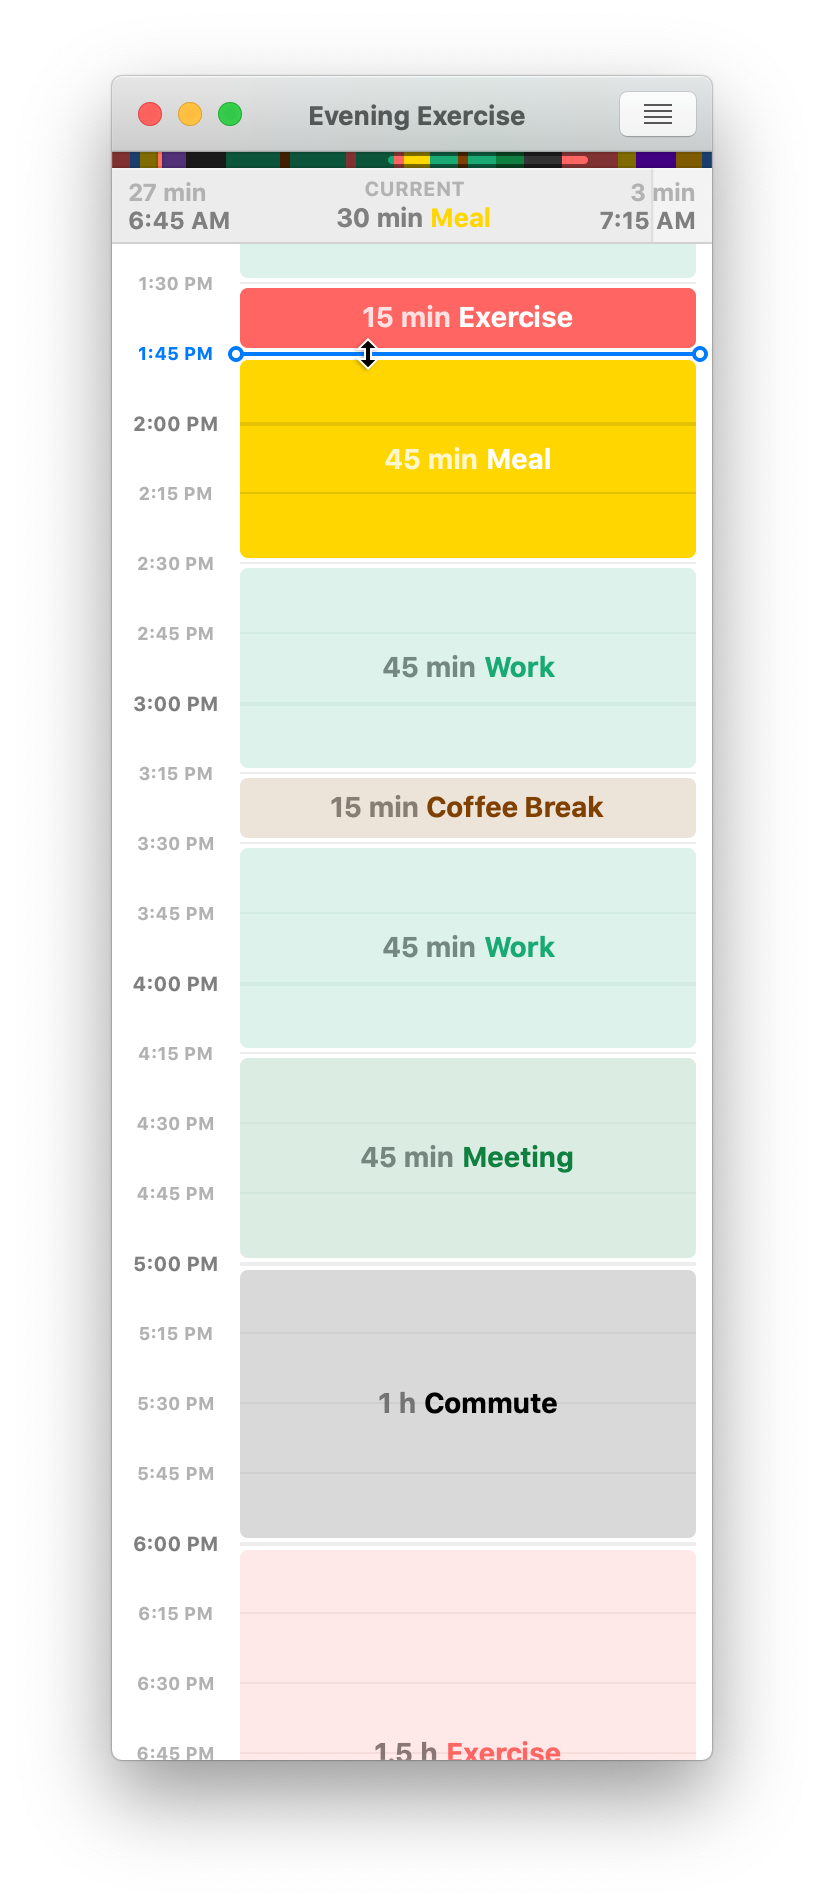 Evening Exercise
27 min CURRENT 3 min
6:45 AM 30 min Meal 7:15 AM
1:30 PM
15 min Exercise
1:45 PM
2:00 PM
45 min Meal
2:15 PM
2:30 PM
2:45 PM
45 min Work
3:00 PM
3:15 PM
15 min Coffee Break
3:30 PM
3:45 PM
45 min Work
4:00 PM
4:15 PM
4:30 PM
45 min Meeting
4:45 PM
5:00 PM
5:15 PM
5:30 PM 1 h Commute
5:45 PM
6:00 PM
6:15 PM
6:30 PM
6:45 PM 1.5 h Exercise